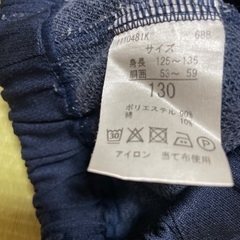 サイズ
身長 125~135
胴囲 53~59
130
ポリエステル 90%
綿 10%
アイロン 当て布使用